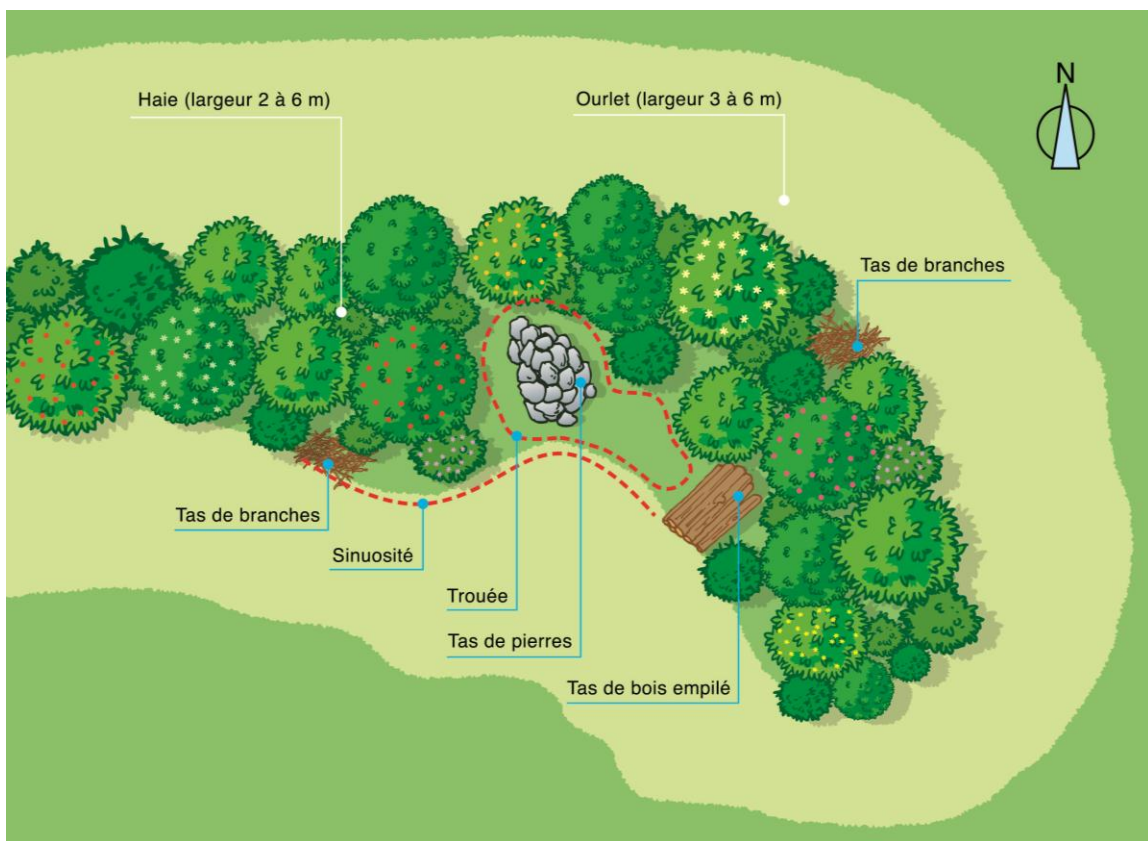 N
Haie (largeur 2 à 6 m)
Ourlet (largeur 3 à 6 m)
Tas de branches
Tas de branches
Sinuosité
Trouée
Tas de pierres
Tas de bois empilé